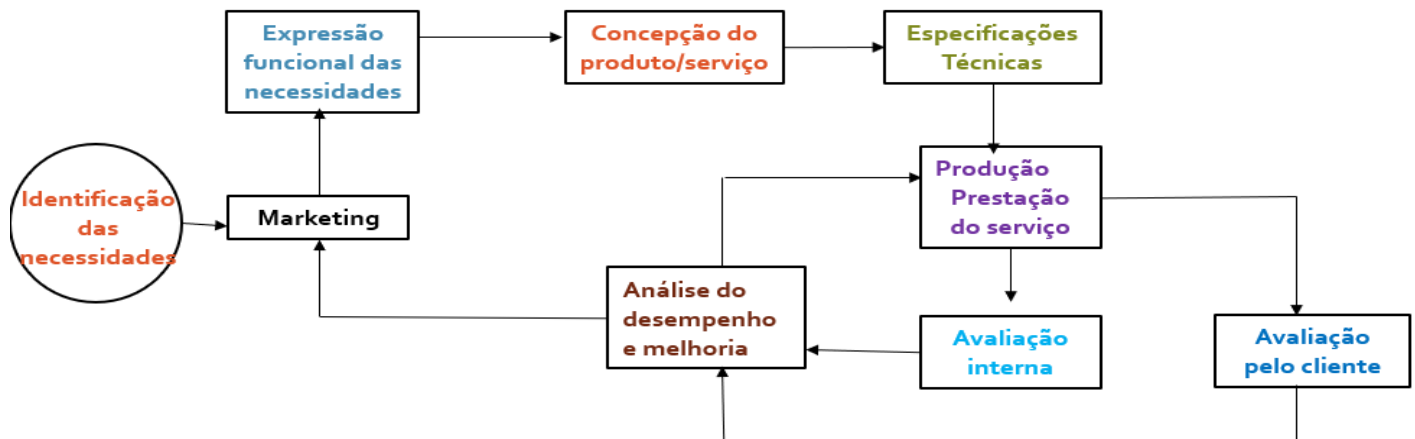 Expressão
funcional das
necessidades
Concepção do
produto/serviço
Especificações
Técnicas
Identificação
das
necessidades
Marketing
Produção
Prestação
do serviço
Análise do
desempenho
e melhoria
Avaliação
interna
Avaliação
pelo cliente